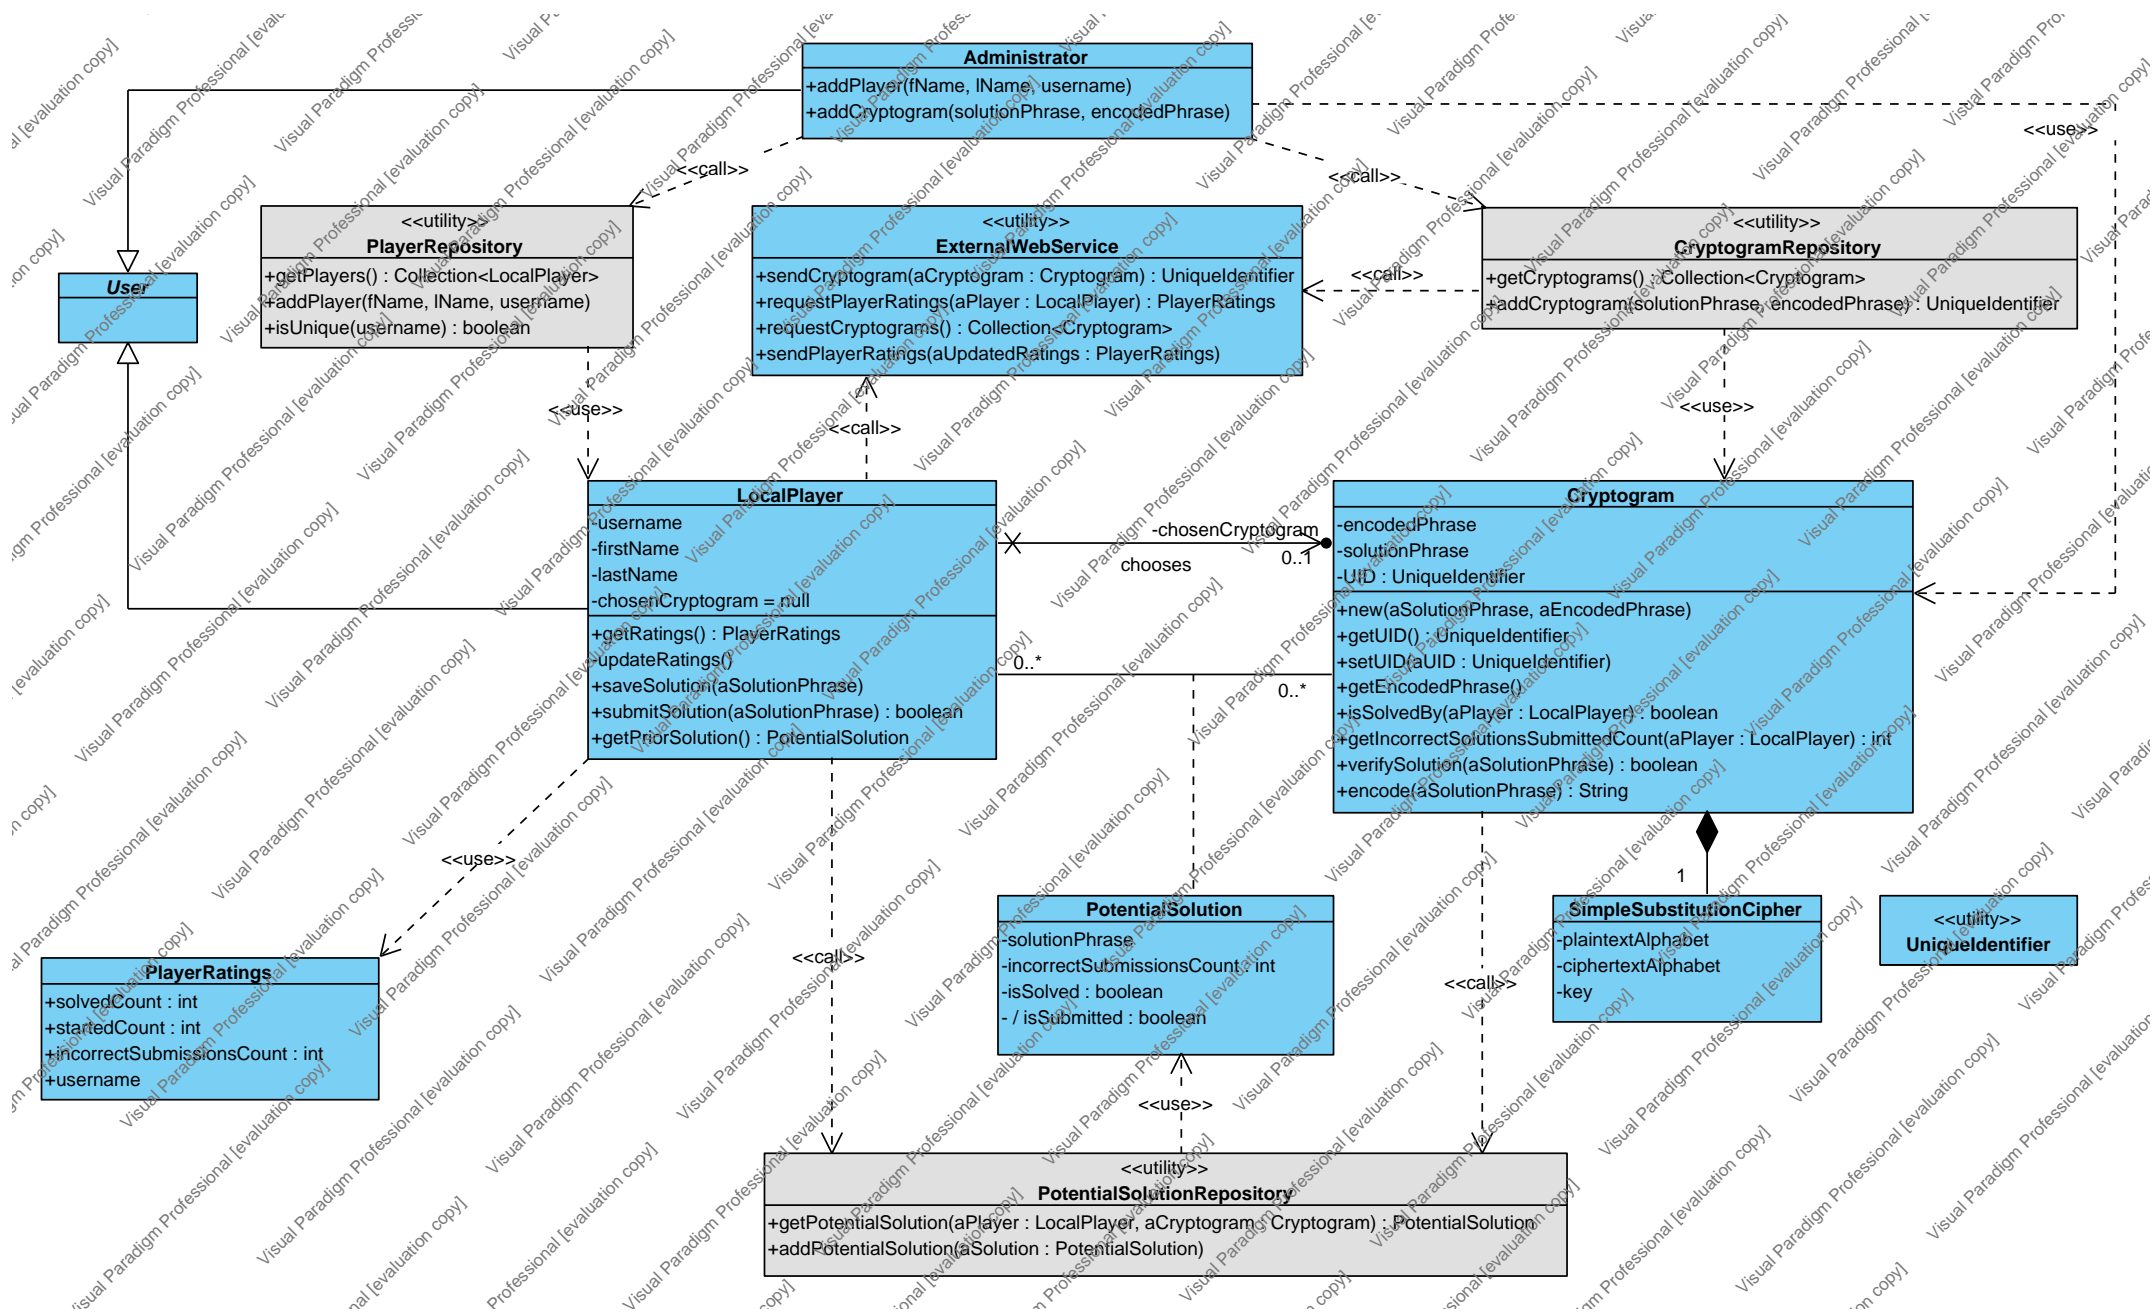 Administrator
+addPlayer(fName, lName, username)
+addCryptogram(solutionPhrase, encodedPhrase)
<<use>>
<<call>>
<<call>>
<<utility>>
PlayerRepository
+getPlayers() : Collection<LocalPlayer>
+addPlayer(fName, lName, username)
+isUnique(username) : boolean
<<utility>>
ExternalWebService
+sendCryptogram(aCryptogram : Cryptogram) : UniqueIdentifier
+requestPlayerRatings(aPlayer : LocalPlayer) : PlayerRatings
+requestCryptograms() : Collection<Cryptogram>
+sendPlayerRatings(aUpdatedRatings : PlayerRatings)
<<call>>
<<utility>>
CryptogramRepository
+getCryptograms() : Collection<Cryptogram>
+addCryptogram(solutionPhrase, encodedPhrase) : UniqueIdentifier
User
<<use>>
<<call>>
<<use>>
LocalPlayer
-username
-firstName
-lastName
-chosenCryptogram = null
+getRatings() : PlayerRatings
-updateRatings()
+saveSolution(aSolutionPhrase)
+submitSolution(aSolutionPhrase) : boolean
+getPriorSolution() : PotentialSolution
-chosenCryptogram
chooses
0..1
0..*
0..*
Cryptogram
-encodedPhrase
-solutionPhrase
-UID : UniqueIdentifier
+new(aSolutionPhrase, aEncodedPhrase)
+getUID() : UniqueIdentifier
+setUID(aUID : UniqueIdentifier)
+getEncodedPhrase()
+isSolvedBy(aPlayer : LocalPlayer) : boolean
+getIncorrectSolutionsSubmittedCount(aPlayer : LocalPlayer) : int
+verifySolution(aSolutionPhrase) : boolean
+encode(aSolutionPhrase) : String
<<use>>
<<call>>
<<call>>
1
PlayerRatings
+solvedCount : int
+startedCount : int
+incorrectSubmissionsCount : int
+username
PotentialSolution
-solutionPhrase
-incorrectSubmissionsCount : int
-isSolved : boolean
- / isSubmitted : boolean
SimpleSubstitutionCipher
-plaintextAlphabet
-ciphertextAlphabet
-key
<<utility>>
UniqueIdentifier
<<use>>
<<utility>>
PotentialSolutionRepository
+getPotentialSolution(aPlayer : LocalPlayer, aCryptogram : Cryptogram) : PotentialSolution
+addPotentialSolution(aSolution : PotentialSolution)
Visual Paradigm Professional [evaluation copy]